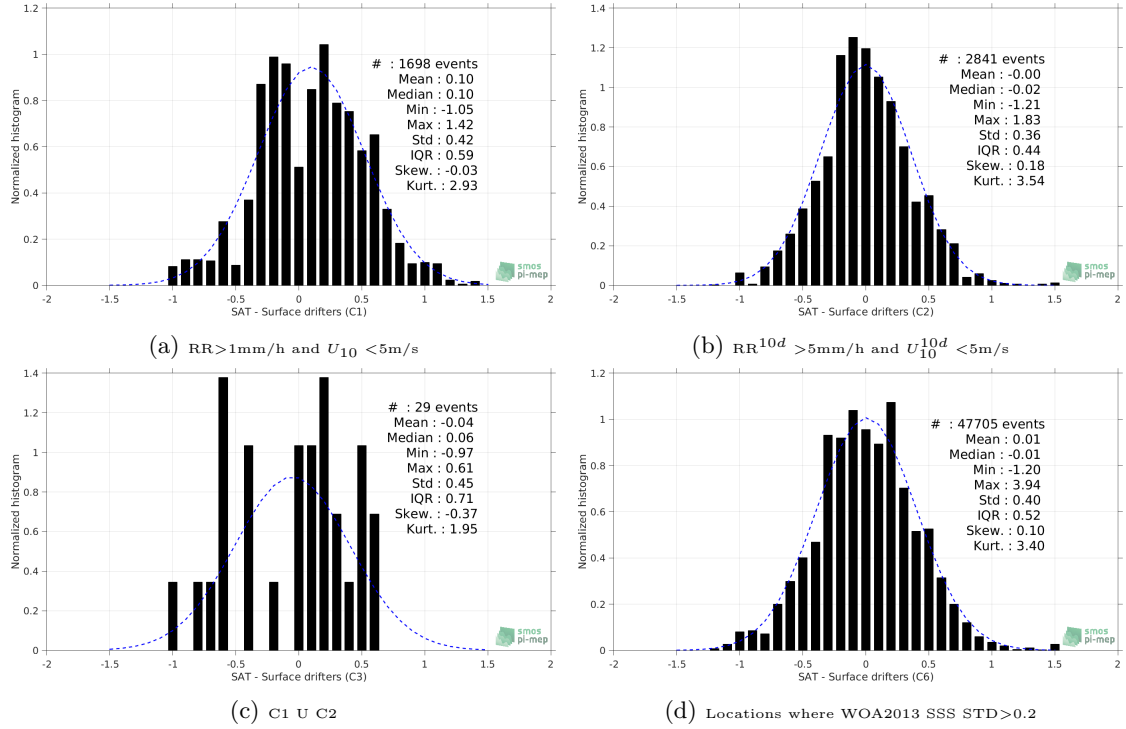 1.2
1
0.8
0.6
0.4
0.2
0
Normalized histogram
-2 -1.5 -1 -0.5 0 0.5 1 1.5 2
SAT - Surface drifters (C1)
# : 1698 events
Mean : 0.10
Median : 0.10
Min : -1.05
Max : 1.42
Std : 0.42
IQR : 0.59
Skew. : -0.03
Kurt. : 2.93
smos
pi-mep
(a) RR>1mm/h and U10 <5m/s
1.4
1.2
1
0.8
0.6
0.4
0.2
0
Normalized histogram
-2 -1.5 -1 -0.5 0 0.5 1 1.5 2
SAT - Surface drifters (C2)
# : 2841 events
Mean : -0.00
Median : -0.02
Min : -1.21
Max : 1.83
Std : 0.36
IQR : 0.44
Skew. : 0.18
Kurt. : 3.54
smos
pi-mep
(b) RR^10d >5mm/h and U10^10d <5m/s
1.4
1.2
1
0.8
0.6
0.4
0.2
0
Normalized histogram
-2 -1.5 -1 -0.5 0 0.5 1 1.5 2
SAT - Surface drifters (C3)
# : 29 events
Mean : -0.04
Median : 0.06
Min : -0.97
Max : 0.61
Std : 0.45
IQR : 0.71
Skew. : -0.37
Kurt. : 1.95
smos
pi-mep
(c) C1 U C2
1.2
1
0.8
0.6
0.4
0.2
0
Normalized histogram
-2 -1.5 -1 -0.5 0 0.5 1 1.5 2
SAT - Surface drifters (C6)
# : 47705 events
Mean : 0.01
Median : -0.01
Min : -1.20
Max : 3.94
Std : 0.40
IQR : 0.52
Skew. : 0.10
Kurt. : 3.40
smos
pi-mep
(d) Locations where WOA2013 SSS STD>0.2